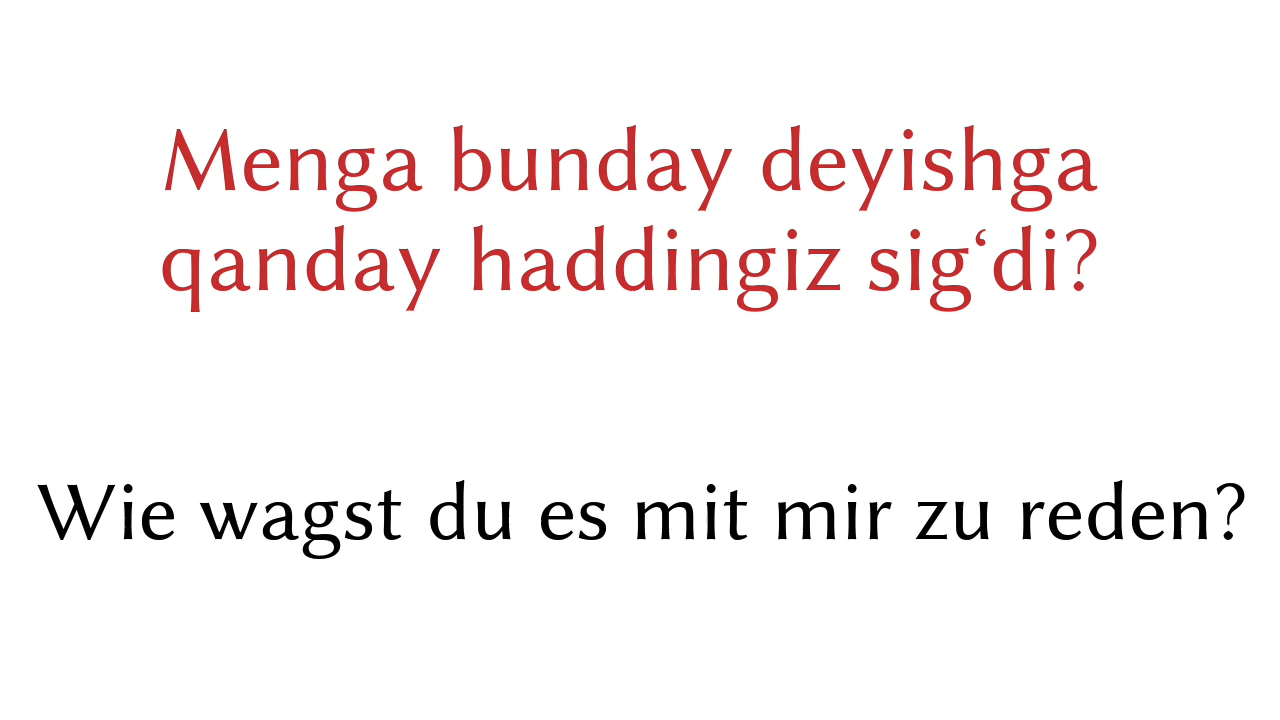 Menga bunday deyishga
qanday haddingiz sig‘di?
Wie wagst du es mit mir zu reden?